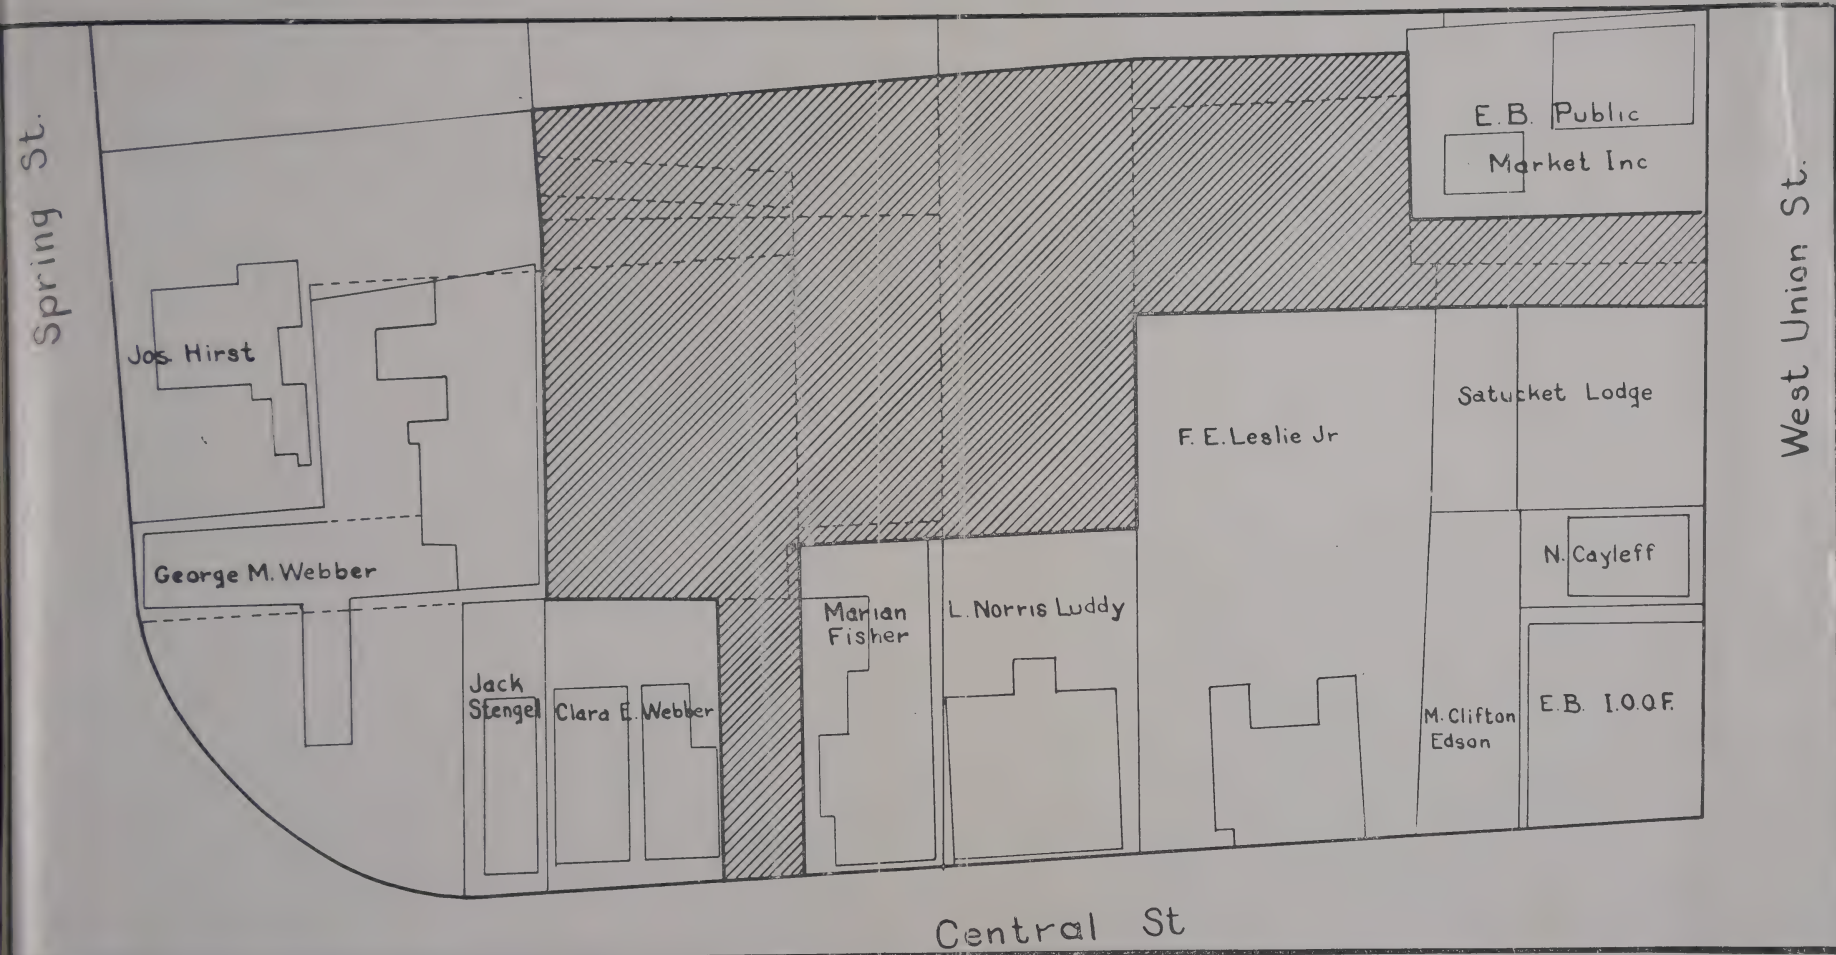 Spring St.
E.B. Public
Market Inc
West Union St.
Jos. Hirst
Satucket Lodge
F. E. Leslie Jr
George M. Webber
N. Cayleff
Marian
Fisher
L. Norris Luddy
Jack
Stengel
Clara E. Webber
M. Clifton
Edson
E.B. I.O.O.F.
Central St